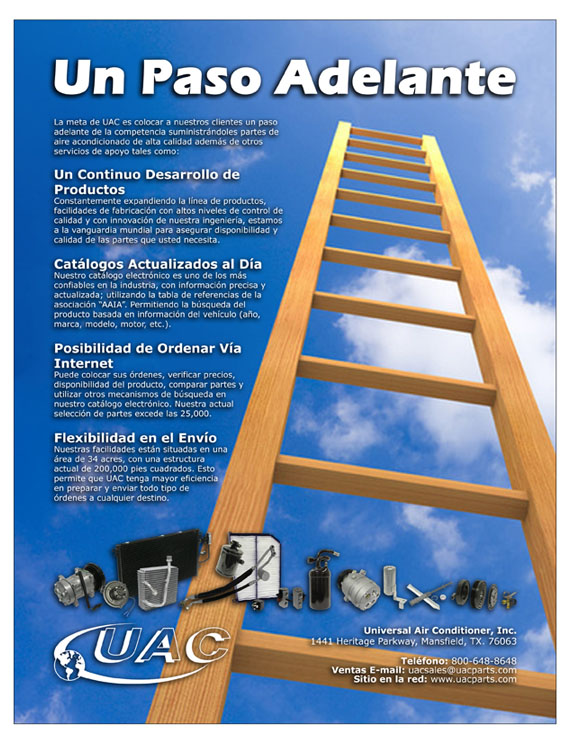 Un Paso Adelante
La meta de UAC es colocar a nuestros clientes un paso
adelante de la competencia suministrándoles partes de
aire acondicionado de alta calidad además de otros
servicios de apoyo tales como:
Un Continuo Desarrollo de
Productos
Constantemente expandiendo la línea de productos,
facilidades de fabricación con altos niveles de control de
calidad y con innovación de nuestra ingeniería, estamos
a la vanguardia mundial para asegurar disponibilidad y
calidad de las partes que usted necesita.
Catálogos Actualizados al Día
Nuestro catálogo electrónico es uno de los más
confiables en la industria, con información precisa y
actualizada; utilizando la tabla de referencias de la
asociación "AAIA". Permitiendo la búsqueda del
producto basada en información del vehículo (año,
marca, modelo, motor, etc.).
Posibilidad de Ordenar Vía
Internet
Puede colocar sus órdenes, verificar precios,
disponibilidad del producto, comparar partes y
utilizar otros mecanismos de búsqueda en
nuestro catálogo electrónico. Nuestra actual
selección de partes excede las 25,000.
Flexibilidad en el Envío
Nuestras facilidades están situadas en una
área de 34 acres, con una estructura
actual de 200,000 pies cuadrados. Esto
permite que UAC tenga mayor eficiencia
en preparar y enviar todo tipo de
órdenes a cualquier destino.
UAC
Universal Air Conditioner, Inc.
1441 Heritage Parkway, Mansfield, TX. 76063
Teléfono: 800-648-8648
Ventas E-mail: uacsales@uacparts.com
Sitio en la red: www.uacparts.com